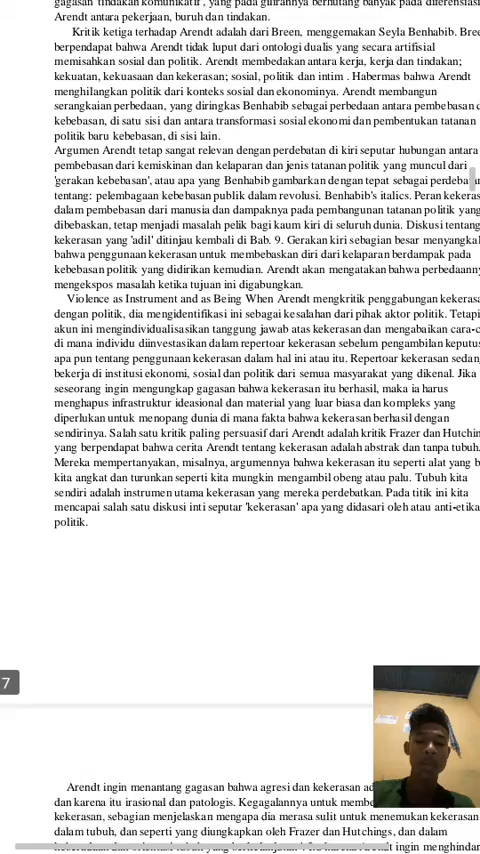 gagasan 'tindakan komunikatif', yang pada gilirannya berhutang banyak pada diferensias
Arendt antara pekerjaan, buruh dan tindakan.
Kritik ketiga terhadap Arendt adalah dari Breen, menggemakan Seyla Benhabib. Bree
berpendapat bahwa Arendt tidak luput dari ontologi dualis yang secara artifisial
memisahkan sosial dan politik. Arendt membedakan antara kerja, kerja dan tindakan;
kekuatan, kekuasaan dan kekerasan; sosial, politik dan intim . Habermas bahwa Arendt
menghilangkan politik dari konteks sosial dan ekonominya. Arendt membangun
serangkaian perbedaan, yang diringkas Benhabib sebagai perbedaan antara pembebasan d
kebebasan, di satu sisi dan antara transformasi sosial ekonomi dan pembentukan tatanan
politik baru kebebasan, di sisi lain.
Argumen Arendt tetap sangat relevan dengan perdebatan di kiri seputar hubungan antara
pembebasan dari kemiskinan dan kelaparan dan jenis tatanan politik yang muncul dari
'gerakan kebebasan', atau apa yang Benhabib gambarkan dengan tepat sebagai perdebatan
tentang: pelembagaan kebebasan publik dalam revolusi. Benhabib's italics. Peran kekeras
dalam pembebasan dari manusia dan dampaknya pada pembangunan tatanan politik yang
dibebaskan, tetap menjadi masalah pelik bagi kaum kiri di seluruh dunia. Diskusi tentang
kekerasan yang 'adil' ditinjau kembali di Bab. 9. Gerakan kiri sebagian besar menyangkal
bahwa penggunaan kekerasan untuk membebaskan diri dari kelaparan berdampak pada
kebebasan politik yang didirikan kemudian. Arendt akan mengatakan bahwa perbedaanny
mengekspos masalah ketika tujuan ini digabungkan.
Violence as Instrument and as Being When Arendt mengkritik penggabungan kekerasa
dengan politik, dia mengidentifikasi ini sebagai kesalahan dari pihak aktor politik. Tetapi
akun ini mengindividualisasikan tanggung jawab atas kekerasan dan mengabaikan cara-c
di mana individu diinvestasikan dalam repertoar kekerasan sebelum pengambilan keputus
apa pun tentang penggunaan kekerasan dalam hal ini atau itu. Repertoar kekerasan sedan
bekerja di institusi ekonomi, sosial dan politik dari semua masyarakat yang dikenal. Jika
seseorang ingin mengungkap gagasan bahwa kekerasan itu berhasil, maka ia harus
menghapus infrastruktur ideasional dan material yang luar biasa dan kompleks yang
diperlukan untuk menopang dunia di mana fakta bahwa kekerasan berhasil dengan
sendirinya. Salah satu kritik paling persuasif dari Arendt adalah kritik Frazer dan Hutchin
yang berpendapat bahwa cerita Arendt tentang kekerasan adalah abstrak dan tanpa tubuh.
Mereka mempertanyakan, misalnya, argumennya bahwa kekerasan itu seperti alat yang b
kita angkat dan turunkan seperti kita mungkin mengambil obeng atau palu. Tubuh kita
sendiri adalah instrumen utama kekerasan yang mereka perdebatkan. Pada titik ini kita
mencapai salah satu diskusi inti seputar 'kekerasan' apa yang didasari oleh atau anti-etika
politik.
7
Arendt ingin menantang gagasan bahwa agresi dan kekerasan ad
dan karena itu irasional dan patologis. Kegagalannya untuk membe
kekerasan, sebagian menjelaskan mengapa dia merasa sulit untuk menemukan kekerasan
dalam tubuh, dan seperti yang diungkapkan oleh Frazer dan Hutchings, dan dalam
ingin menghindar